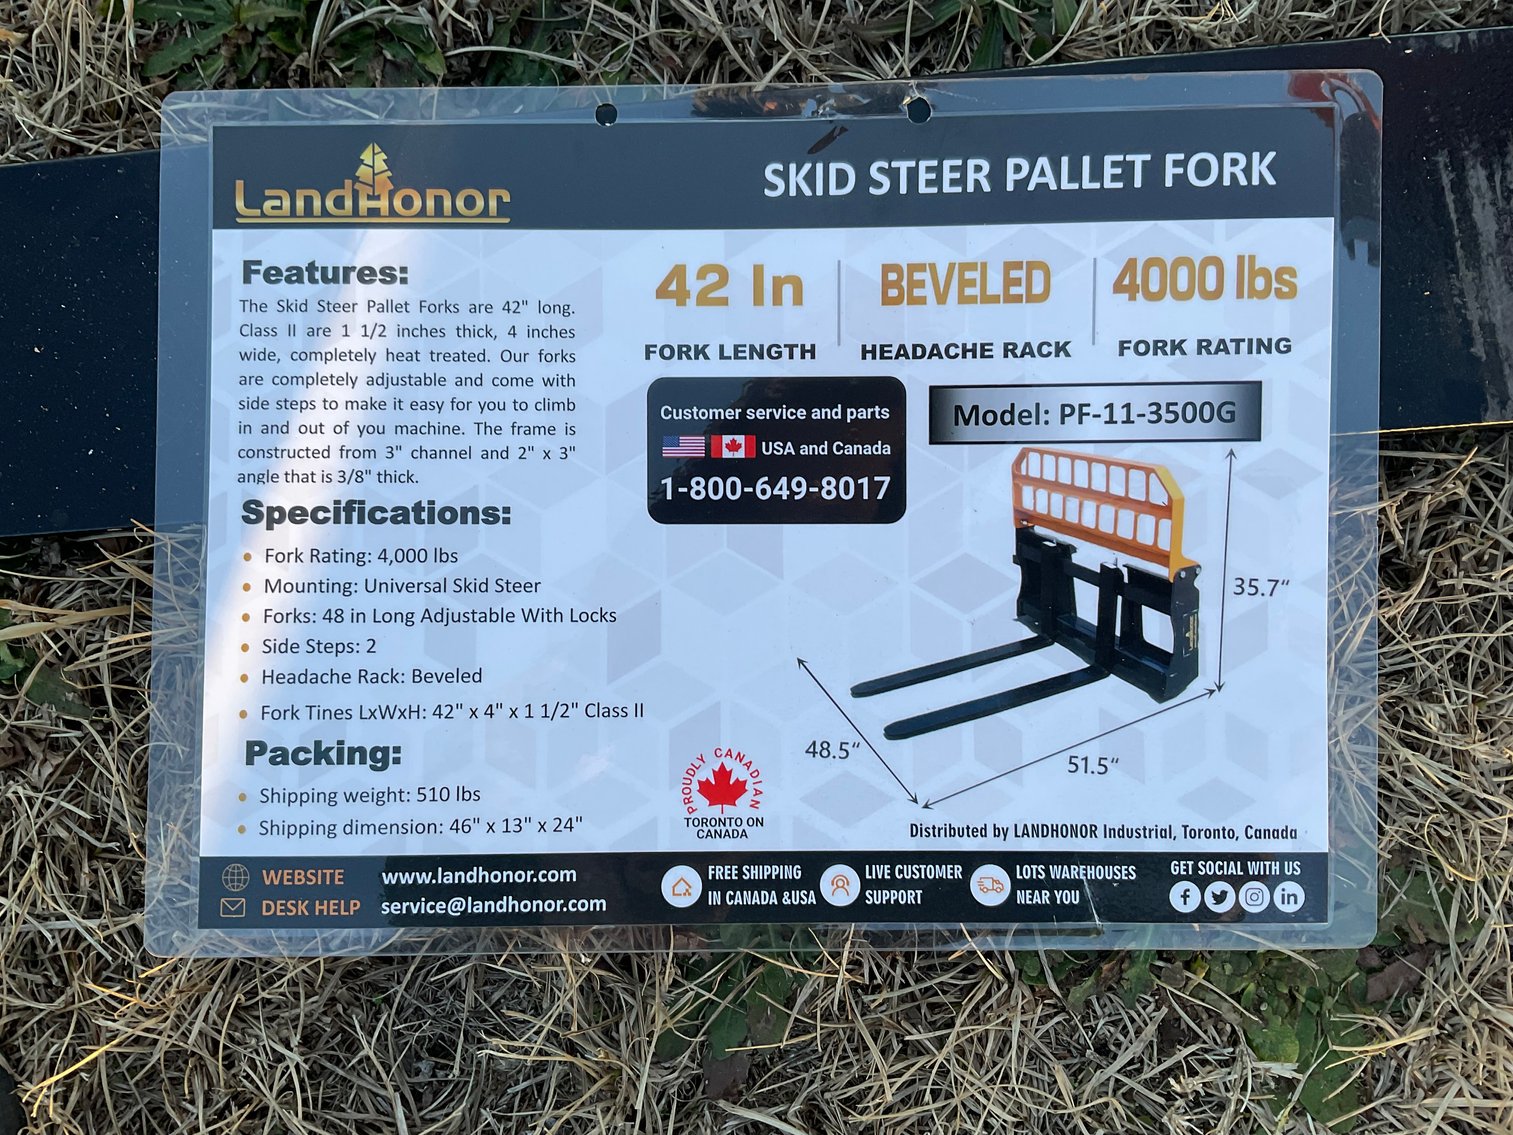 LandHonor
SKID STEER PALLET FORK
Features:
The Skid Steer Pallet Forks are 42" long.
Class II are 1 1/2 inches thick, 4 inches
wide, completely heat treated. Our forks
are completely adjustable and come with
side steps to make it easy for you to climb
in and out of you machine. The frame is
constructed from 3" channel and 2" x 3"
angle that is 3/8" thick.
Specifications:
Fork Rating: 4,000 lbs
Mounting: Universal Skid Steer
Forks: 48 in Long Adjustable With Locks
Side Steps: 2
Headache Rack: Beveled
Fork Tines LxWxH: 42" x 4" x 1 1/2" Class II
Packing:
Shipping weight: 510 lbs
Shipping dimension: 46" x 13" x 24"
42 In
FORK LENGTH
BEVELED
HEADACHE RACK
4000 lbs
FORK RATING
Customer service and parts
USA and Canada
1-800-649-8017
Model: PF-11-3500G
35.7“
48.5“
51.5“
PROUDLY CANADIAN
TORONTO ON
CANADA
Distributed by LANDHONOR Industrial, Toronto, Canada
WEBSITE www.landhonor.com
DESK HELP service@landhonor.com
FREE SHIPPING
IN CANADA &USA
LIVE CUSTOMER
SUPPORT
LOTS WAREHOUSES
NEAR YOU
GET SOCIAL WITH US